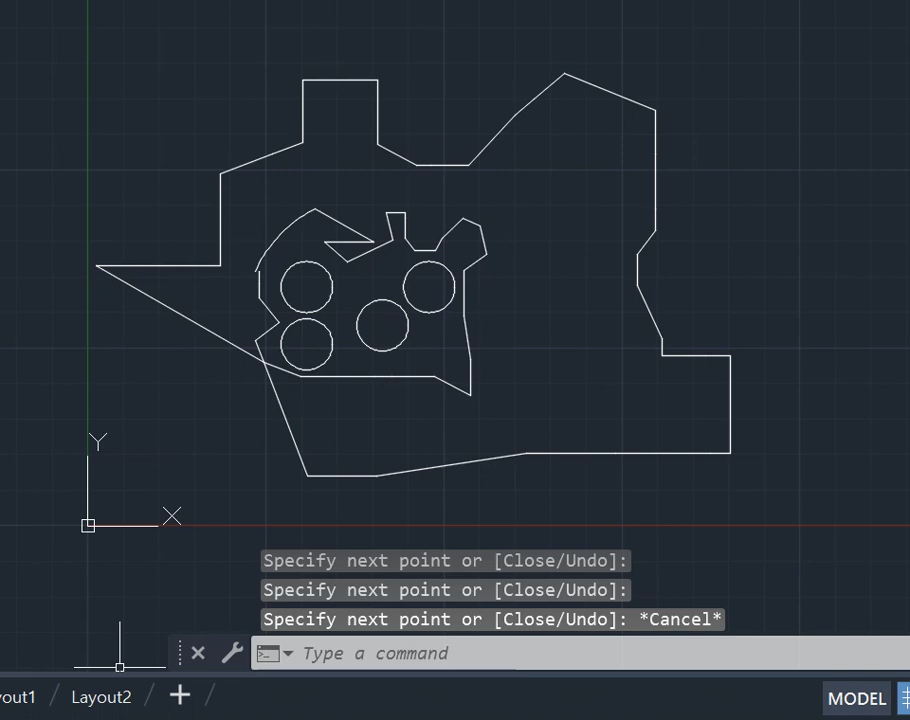 Y
X
Specify next point or [Close/Undo]:
Specify next point or [Close/Undo]:
Specify next point or [Close/Undo]: *Cancel*
Type a command
yout1 / Layout2 / + /
MODEL